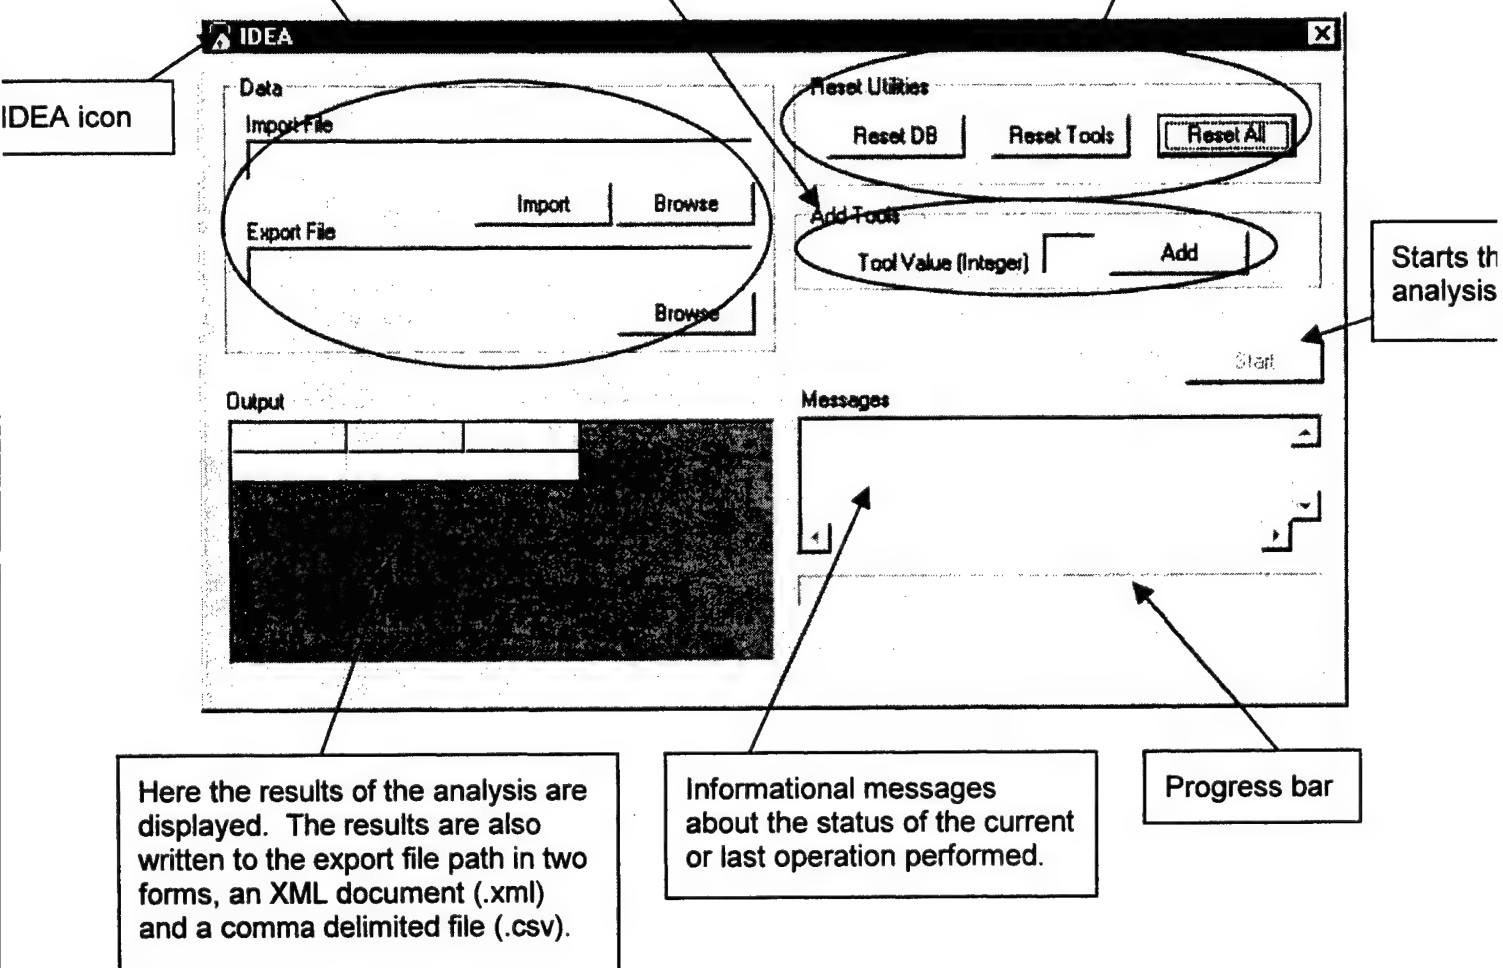 IDEA
IDEA icon
Data
Import File
Import
Browse
Export File
Browse
Reset Utilities
Reset DB
Reset Tools
Reset All
Add Tools
Tool Value (Integer)
Add
Starts th
analysis
Start
Output
Messages
Here the results of the analysis are
displayed. The results are also
written to the export file path in two
forms, an XML document (.xml)
and a comma delimited file (.csv).
Informational messages
about the status of the current
or last operation performed.
Progress bar